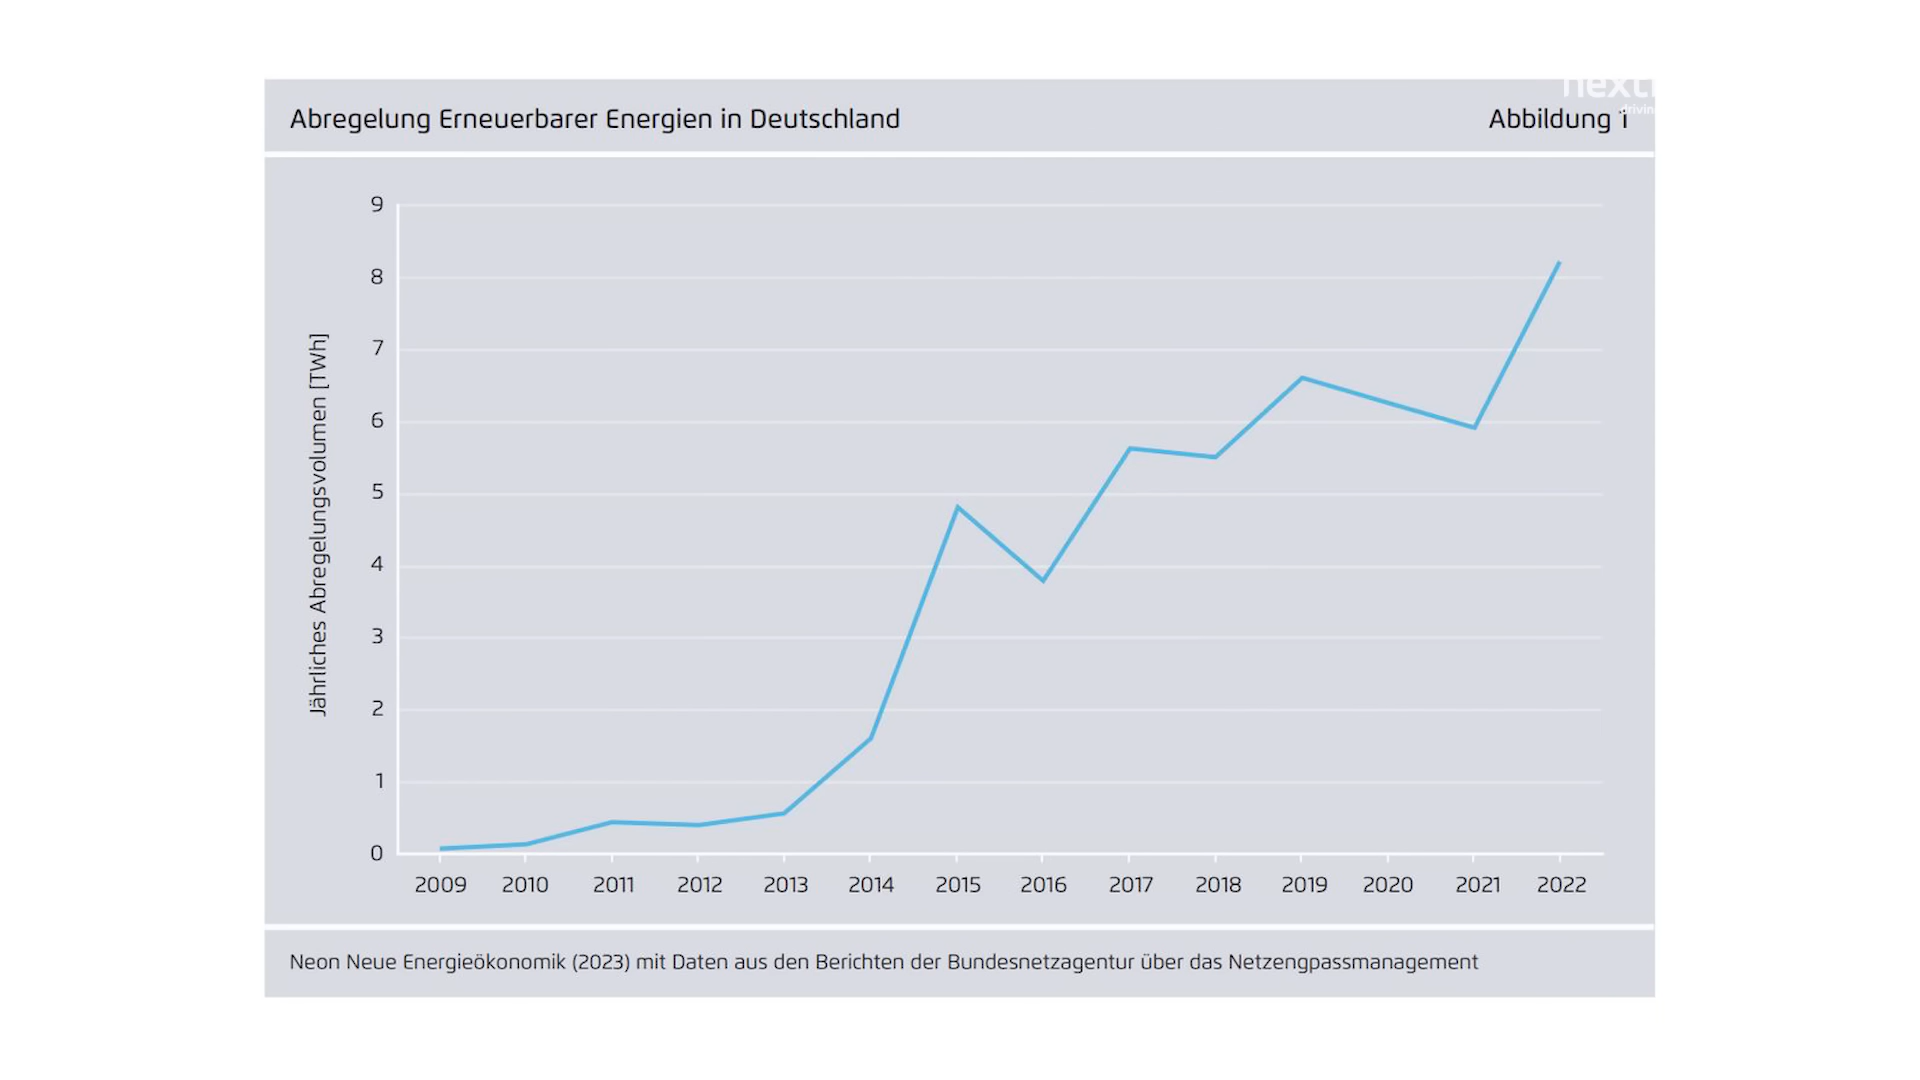 Abregelung Erneuerbarer Energien in Deutschland
Abbildung 1
Jährliches Abregelungsvolumen [TWh]
9
8
7
6
5
4
3
2
1
0
2009 2010 2011 2012 2013 2014 2015 2016 2017 2018 2019 2020 2021 2022
Neon Neue Energieökonomik (2023) mit Daten aus den Berichten der Bundesnetzagentur über das Netzengpassmanagement